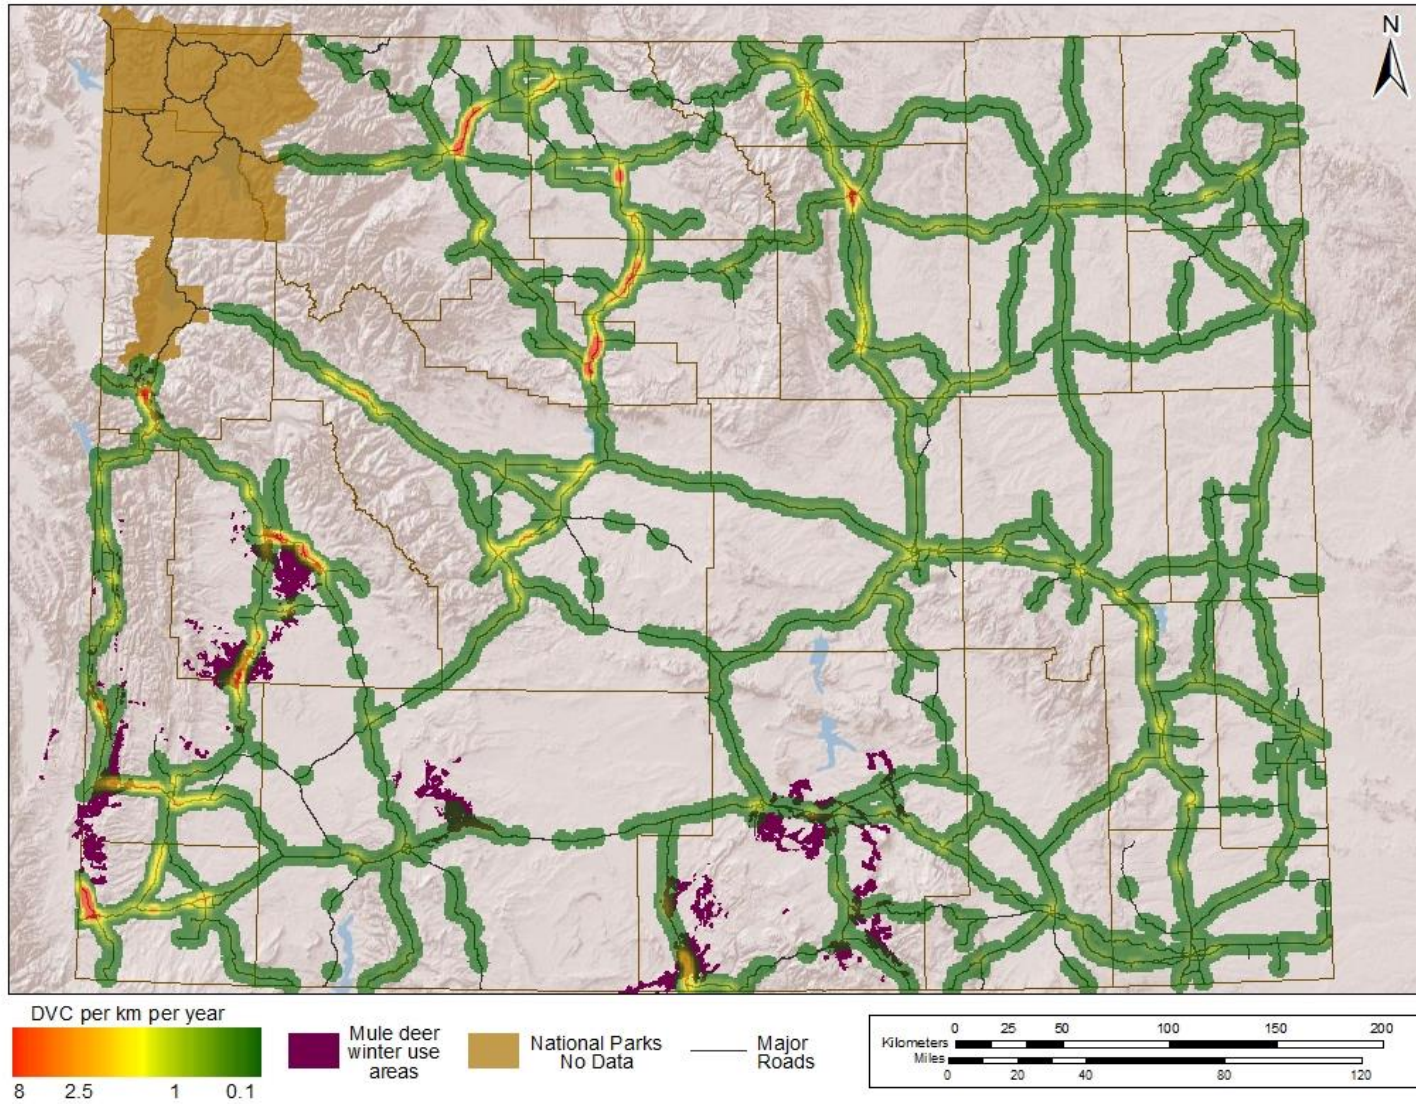 N
DVC per km per year
8 2.5 1 0.1
Mule deer
winter use
areas
National Parks
No Data
Major
Roads
0 25 50 100 150 200
Kilometers
Miles
0 20 40 80 120